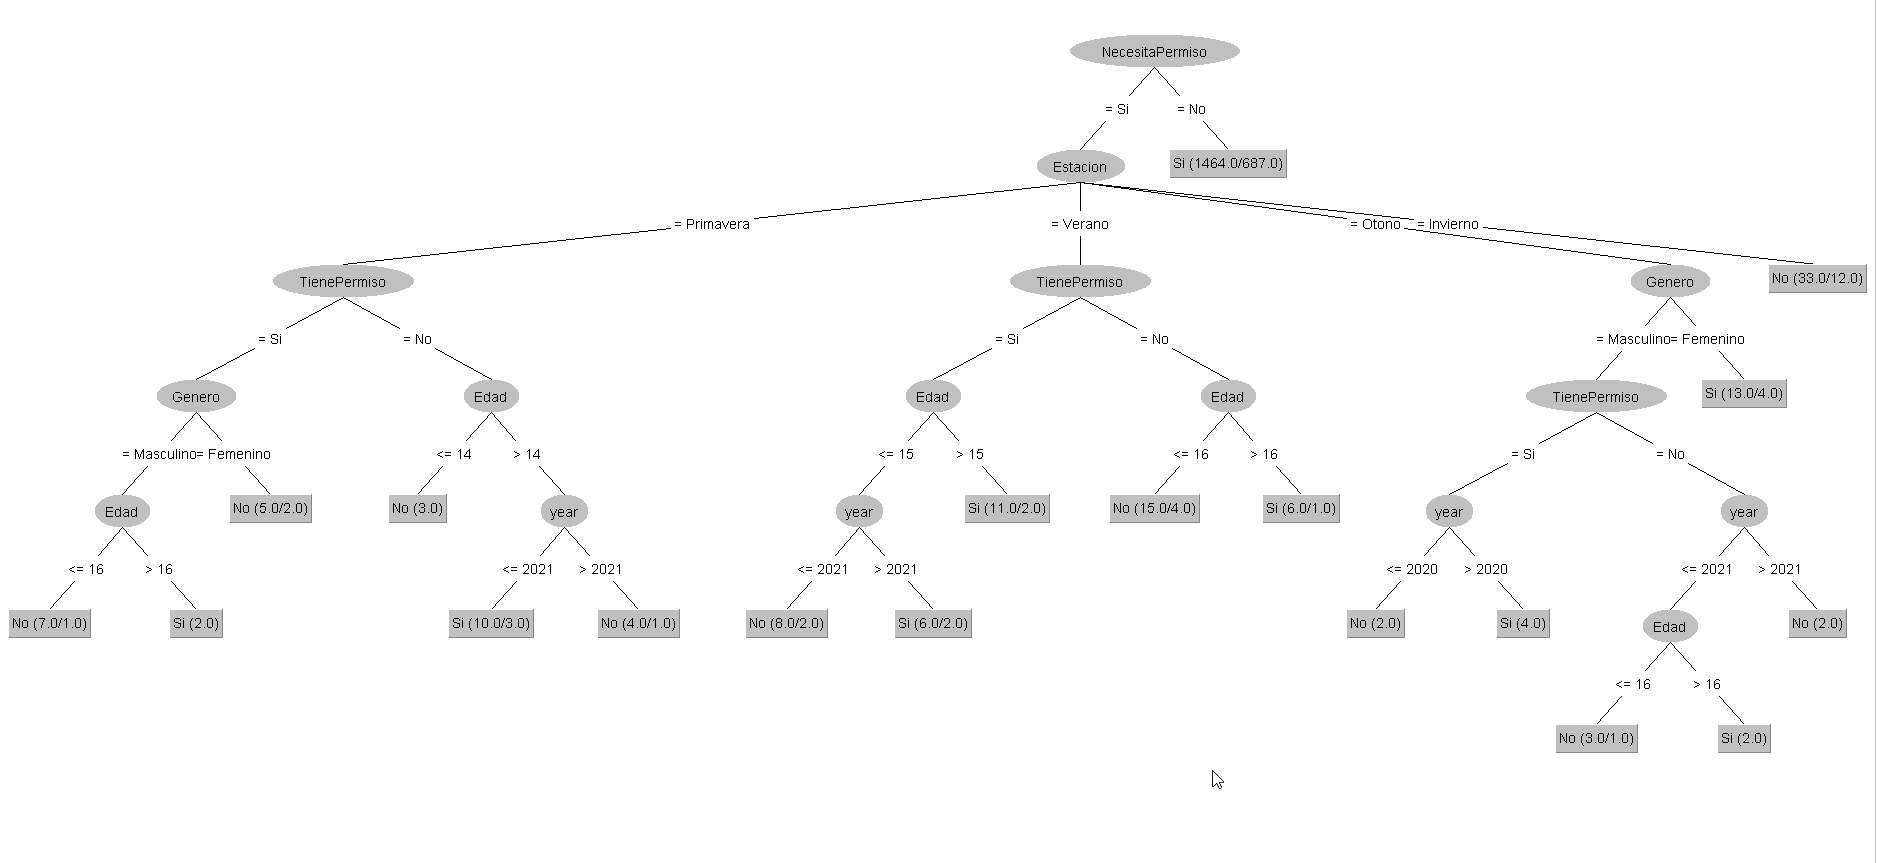 NecesitaPermiso
= Si = No
Estacion Si (1464.0/687.0)
= Primavera = Verano = Otono = Invierno
TienePermiso TienePermiso Genero No (33.0/12.0)
= Si = No = Si = No = Masculino = Femenino
Genero Edad Edad Edad TienePermiso Si (13.0/4.0)
= Masculino = Femenino <= 14 > 14 <= 15 > 15 <= 16 > 16 = Si = No
Edad No (5.0/2.0) No (3.0) year year Si (11.0/2.0) No (15.0/4.0) Si (6.0/1.0) year year
<= 16 > 16 <= 2021 > 2021 <= 2021 > 2021 <= 2020 > 2020 <= 2021 > 2021
No (7.0/1.0) Si (2.0) Si (10.0/3.0) No (4.0/1.0) No (8.0/2.0) Si (6.0/2.0) No (2.0) Si (4.0) Edad No (2.0)
<= 16 > 16
No (3.0/1.0) Si (2.0)